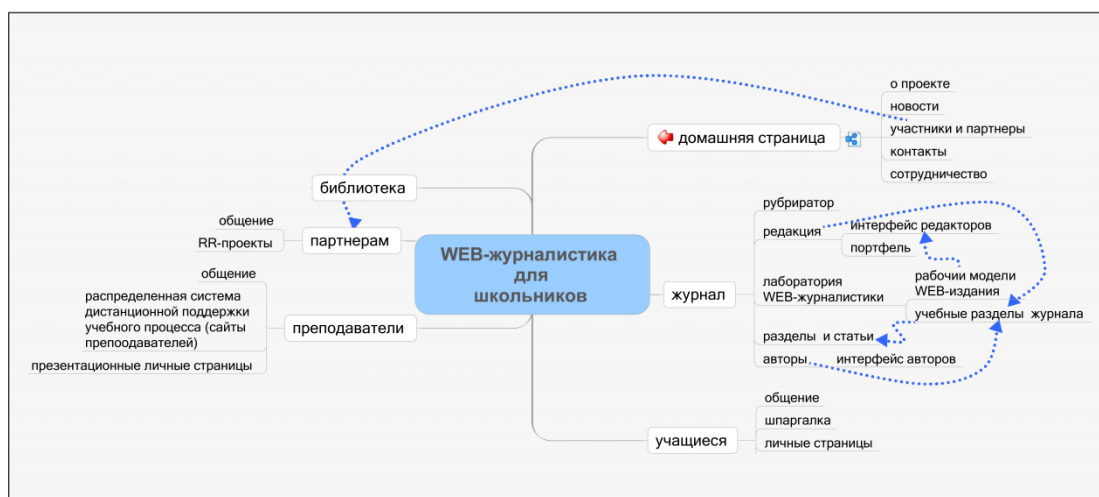 WEB-журналистика
для
школьников
домашняя страница
о проекте
новости
участники и партнеры
контакты
сотрудничество
журнал
рубриратор
редакция
интерфейс редакторов
портфель
лаборатория
WEB-журналистики
рабочии модели
WEB-издания
учебные разделы журнала
разделы и статьи
авторы
интерфейс авторов
учащиеся
общение
шпаргалка
личные страницы
библиотека
партнерам
общение
RR-проекты
преподаватели
общение
распределенная система
дистанционной поддержки
учебного процесса (сайты
препоодавателей)
презентационные личные страницы